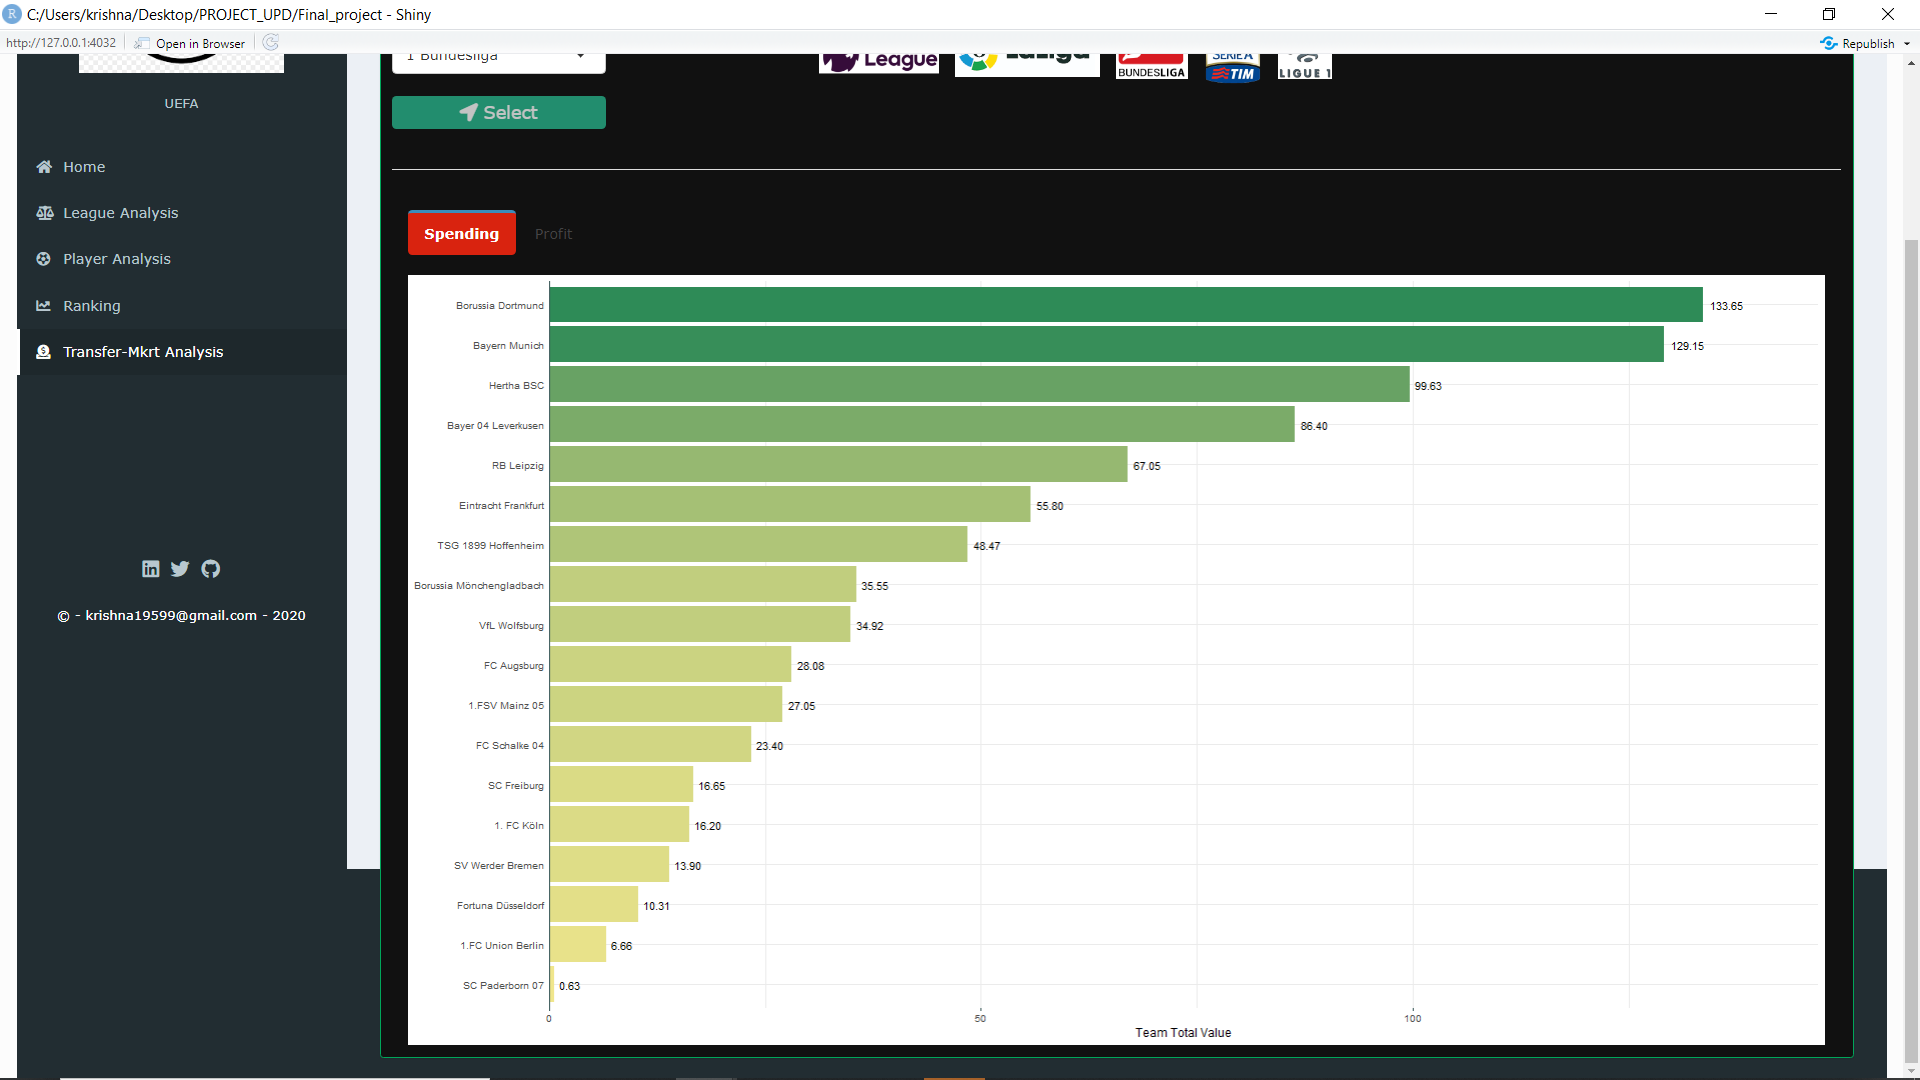 C:/Users/krishna/Desktop/PROJECT_UPD/Final_project - Shiny
http://127.0.0.1:4032 Open in Browser Republish
1 Bundesliga
League
LaLiga
BUNDESLIGA
SERIE A
TIM
LIGUE 1
UEFA
Select
Home
League Analysis
Player Analysis
Ranking
Transfer-Mkrt Analysis
© - krishna19599@gmail.com - 2020
Spending Profit
Borussia Dortmund 133.65
Bayern Munich 129.15
Hertha BSC 99.63
Bayer 04 Leverkusen 86.40
RB Leipzig 67.05
Eintracht Frankfurt 55.80
TSG 1899 Hoffenheim 48.47
Borussia Mönchengladbach 35.55
VfL Wolfsburg 34.92
FC Augsburg 28.08
1.FSV Mainz 05 27.05
FC Schalke 04 23.40
SC Freiburg 16.65
1. FC Köln 16.20
SV Werder Bremen 13.90
Fortuna Düsseldorf 10.31
1.FC Union Berlin 6.66
SC Paderborn 07 0.63
0 50 100
Team Total Value